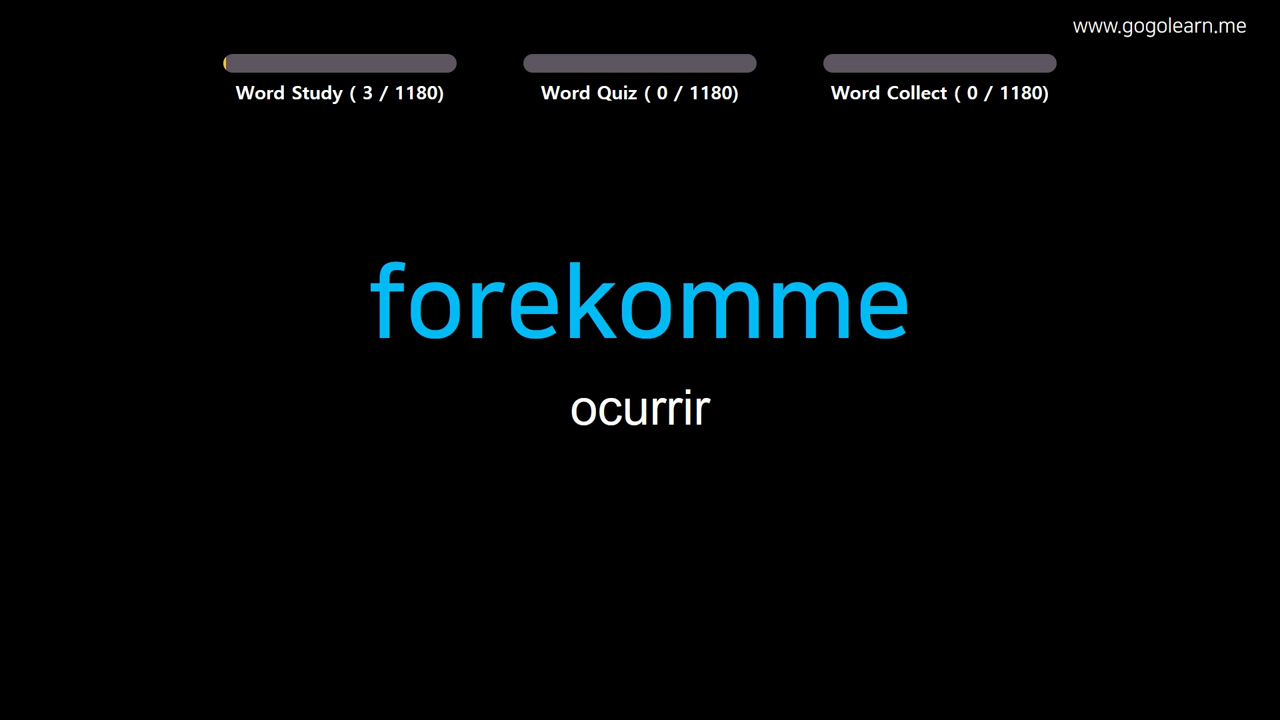 www.gogolearn.me
Word Study ( 3 / 1180)
Word Quiz ( 0 / 1180)
Word Collect ( 0 / 1180)
forekomme
ocurrir